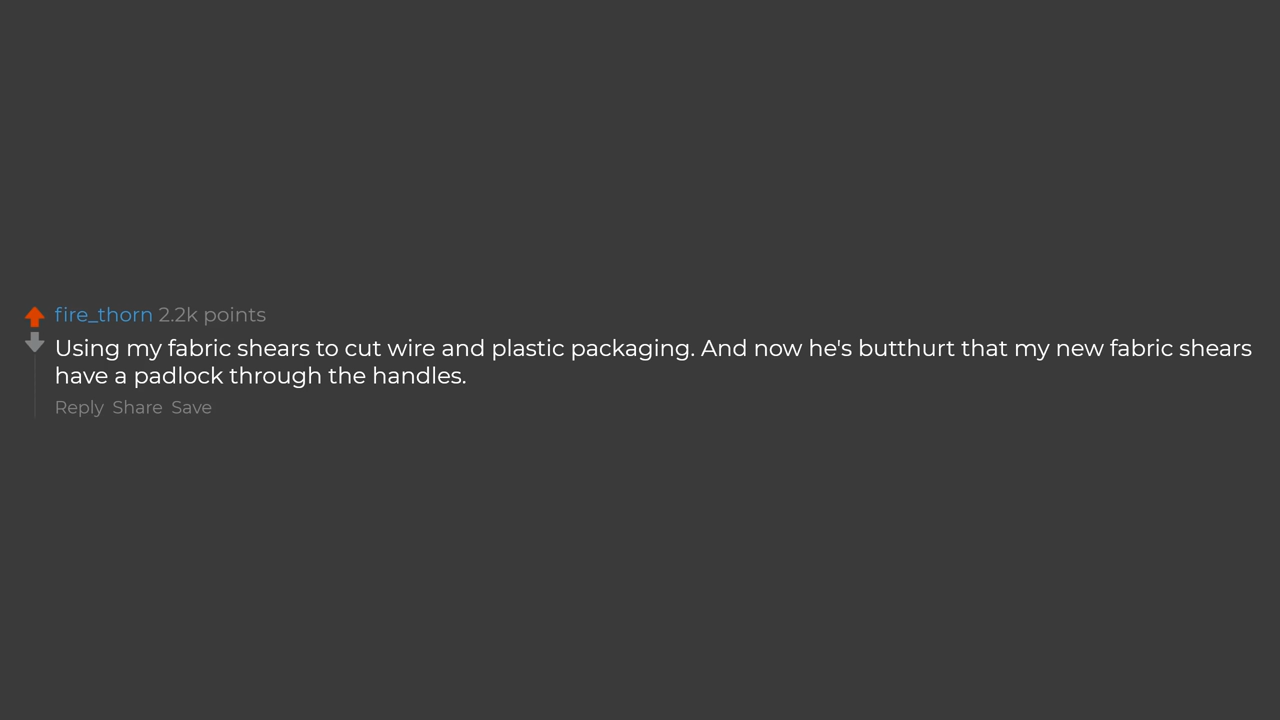 fire_thorn 2.2k points
Using my fabric shears to cut wire and plastic packaging. And now he's butthurt that my new fabric shears
have a padlock through the handles.
Reply Share Save